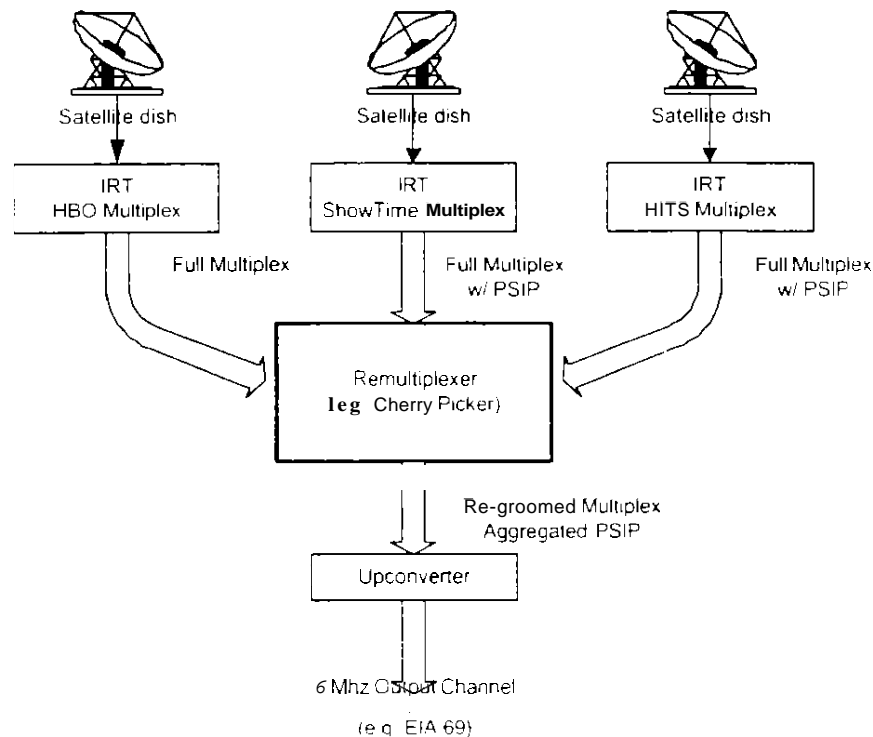 Satellite dish
Satellite dish
Satellite dish
IRT
HBO Multiplex
IRT
ShowTime Multiplex
IRT
HITS Multiplex
Full Multiplex
Full Multiplex
w/ PSIP
Full Multiplex
w/ PSIP
Remultiplexer
leg Cherry Picker)
Re-groomed Multiplex
Aggregated PSIP
Upconverter
6 Mhz Output Channel
(e g EIA 69)